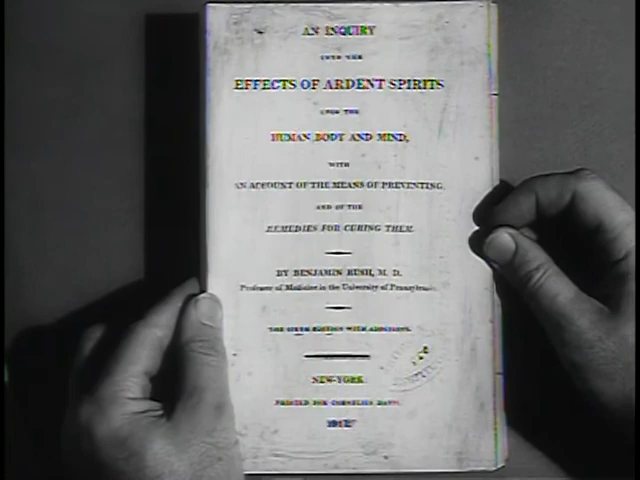 AN INQUIRY
INTO THE
EFFECTS OF ARDENT SPIRITS
UPON THE
HUMAN BODY AND MIND,
WITH
AN ACCOUNT OF THE MEANS OF PREVENTING,
AND OF THE
REMEDIES FOR CURING THEM.
BY BENJAMIN RUSH, M. D.
Professor of Medicine in the University of
THE SIXTH EDITION WITH ADDITIONS.
NEW-YORK
PRINTED FOR CORNELIUS DAVIS,